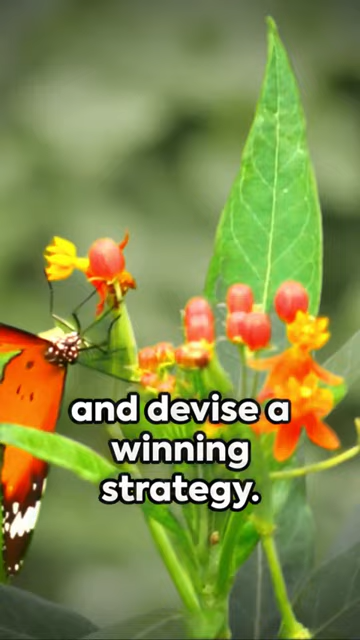 and devise a
winning
strategy.